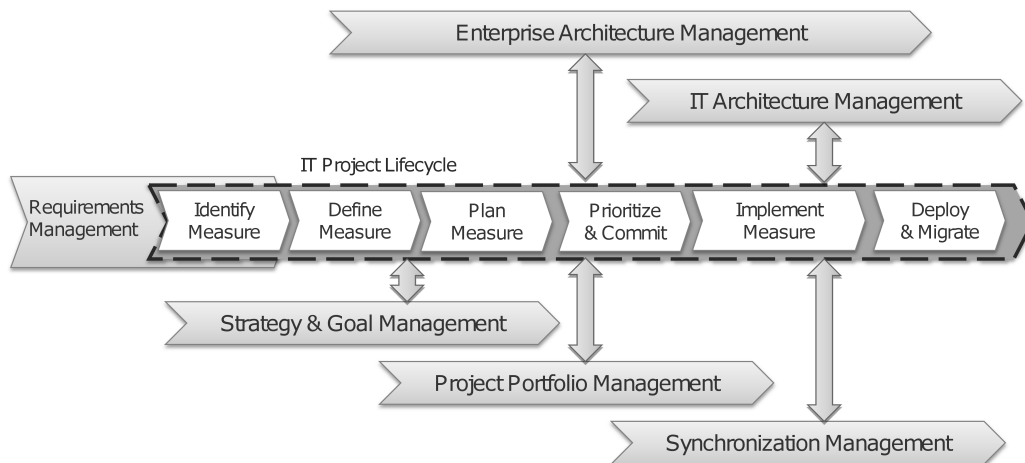 Enterprise Architecture Management
IT Architecture Management
IT Project Lifecycle
Requirements
Management
Identify
Measure
Define
Measure
Plan
Measure
Prioritize
& Commit
Implement
Measure
Deploy
& Migrate
Strategy & Goal Management
Project Portfolio Management
Synchronization Management